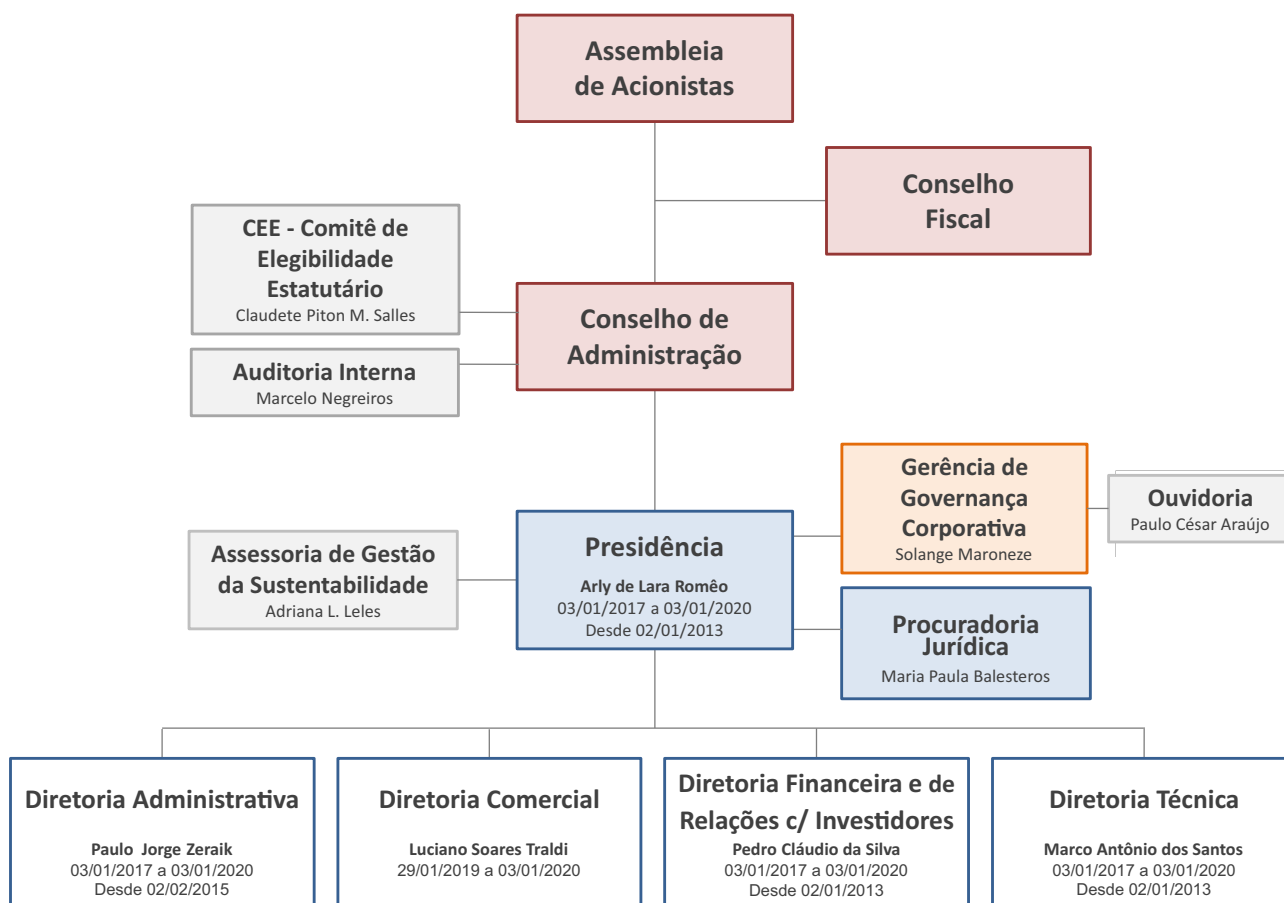 Assembleia
de Acionistas
Conselho
Fiscal
CEE - Comitê de
Elegibilidade
Estatutário
Claudete Piton M. Salles
Conselho de
Administração
Auditoria Interna
Marcelo Negreiros
Gerência de
Governança
Corporativa
Solange Maroneze
Ouvidoria
Paulo César Araújo
Assessoria de Gestão
da Sustentabilidade
Adriana L. Leles
Presidência
Arly de Lara Romêo
03/01/2017 a 03/01/2020
Desde 02/01/2013
Procuradoria
Jurídica
Maria Paula Balesteros
Diretoria Administrativa
Paulo Jorge Zeraik
03/01/2017 a 03/01/2020
Desde 02/02/2015
Diretoria Comercial
Luciano Soares Traldi
29/01/2019 a 03/01/2020
Diretoria Financeira e de
Relações c/ Investidores
Pedro Cláudio da Silva
03/01/2017 a 03/01/2020
Desde 02/01/2013
Diretoria Técnica
Marco Antônio dos Santos
03/01/2017 a 03/01/2020
Desde 02/01/2013